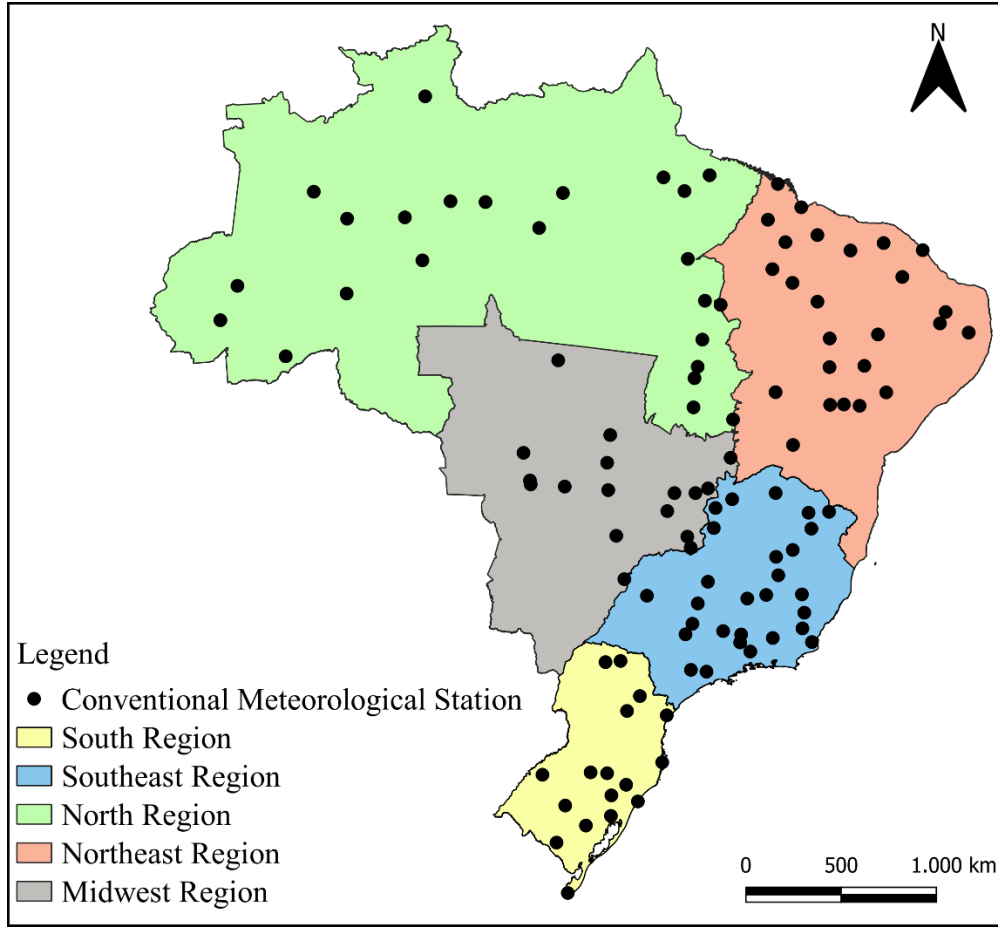 N
Legend
Conventional Meteorological Station
South Region
Southeast Region
North Region
Northeast Region
Midwest Region
0 500 1.000 km